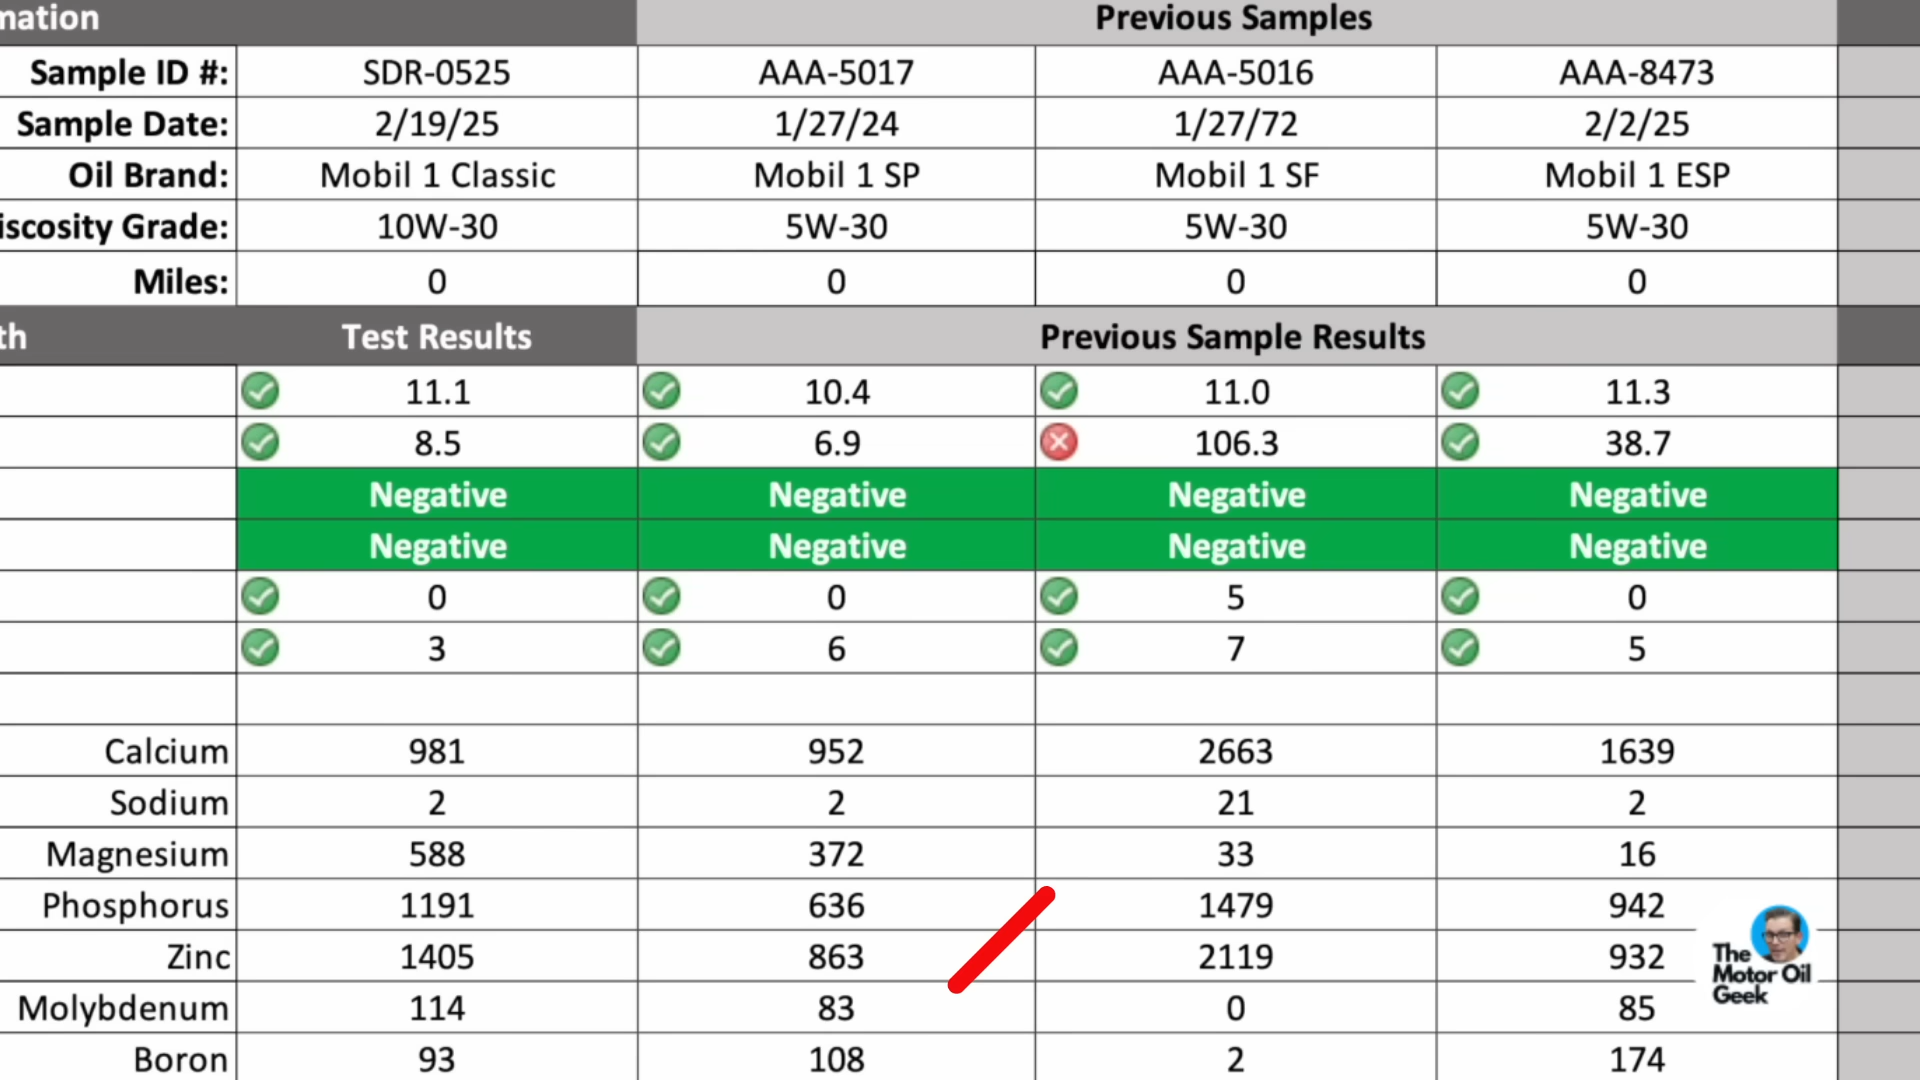 mation Previous Samples
Sample ID #: SDR-0525 AAA-5017 AAA-5016 AAA-8473
Sample Date: 2/19/25 1/27/24 1/27/72 2/2/25
Oil Brand: Mobil 1 Classic Mobil 1 SP Mobil 1 SF Mobil 1 ESP
iscosity Grade: 10W-30 5W-30 5W-30 5W-30
Miles: 0 0 0 0
th Test Results Previous Sample Results
11.1 10.4 11.0 11.3
8.5 6.9 106.3 38.7
Negative Negative Negative Negative
Negative Negative Negative Negative
0 0 5 0
3 6 7 5
Calcium 981 952 2663 1639
Sodium 2 2 21 2
Magnesium 588 372 33 16
Phosphorus 1191 636 1479 942
Zinc 1405 863 2119 932
Molybdenum 114 83 0 85
Boron 93 108 2 174
The
Motor Oil
Geek